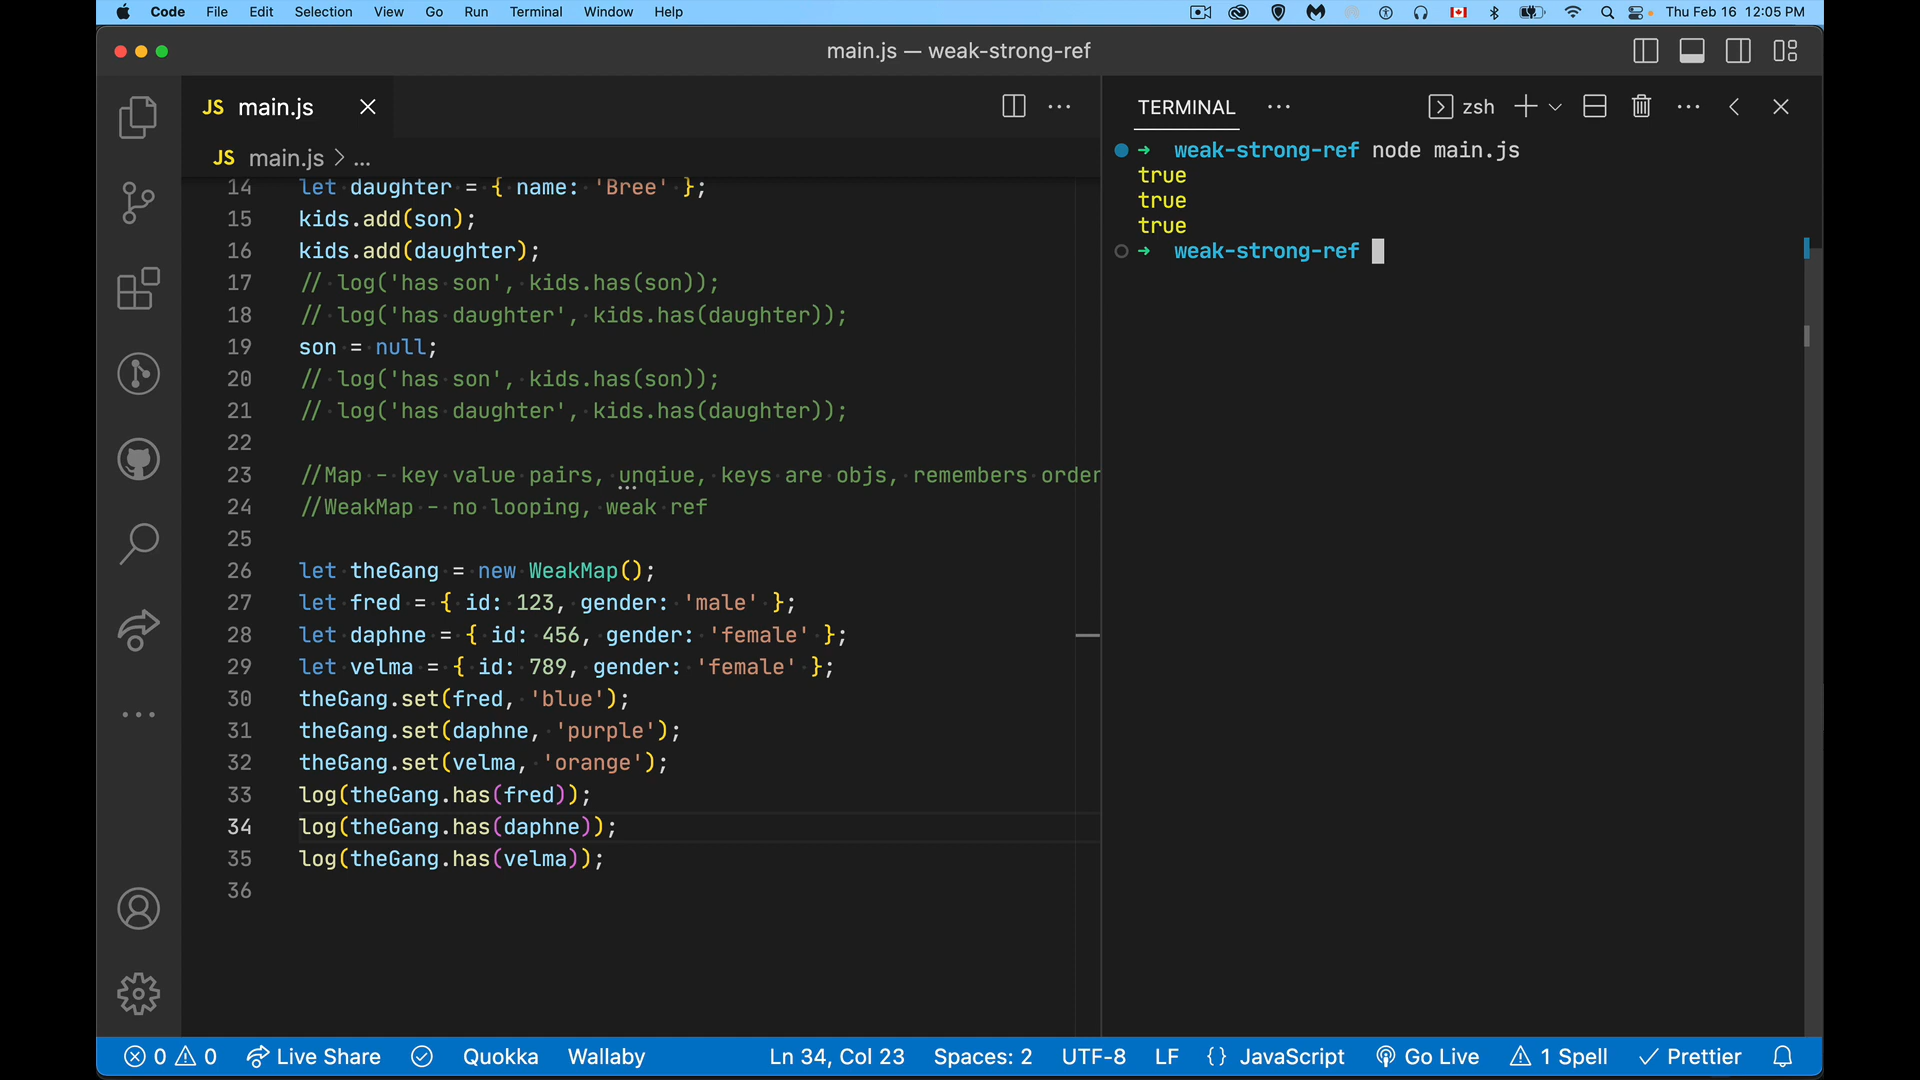 Code File Edit Selection View Go Run Terminal Window Help Thu Feb 16 12:05 PM
main.js — weak-strong-ref
JS main.js
JS main.js > ...
14 let daughter = { name: 'Bree' };
15 kids.add(son);
16 kids.add(daughter);
17 // log('has son', kids.has(son));
18 // log('has daughter', kids.has(daughter));
19 son = null;
20 // log('has son', kids.has(son));
21 // log('has daughter', kids.has(daughter));
22
23 //Map - key value pairs, unqiue, keys are objs, remembers order
24 //WeakMap - no looping, weak ref
25
26 let theGang = new WeakMap();
27 let fred = { id: 123, gender: 'male' };
28 let daphne = { id: 456, gender: 'female' };
29 let velma = { id: 789, gender: 'female' };
30 theGang.set(fred, 'blue');
31 theGang.set(daphne, 'purple');
32 theGang.set(velma, 'orange');
33 log(theGang.has(fred));
34 log(theGang.has(daphne));
35 log(theGang.has(velma));
36
TERMINAL ... zsh
→ weak-strong-ref node main.js
true
true
true
→ weak-strong-ref
0 0 Live Share Quokka Wallaby Ln 34, Col 23 Spaces: 2 UTF-8 LF {} JavaScript Go Live 1 Spell Prettier